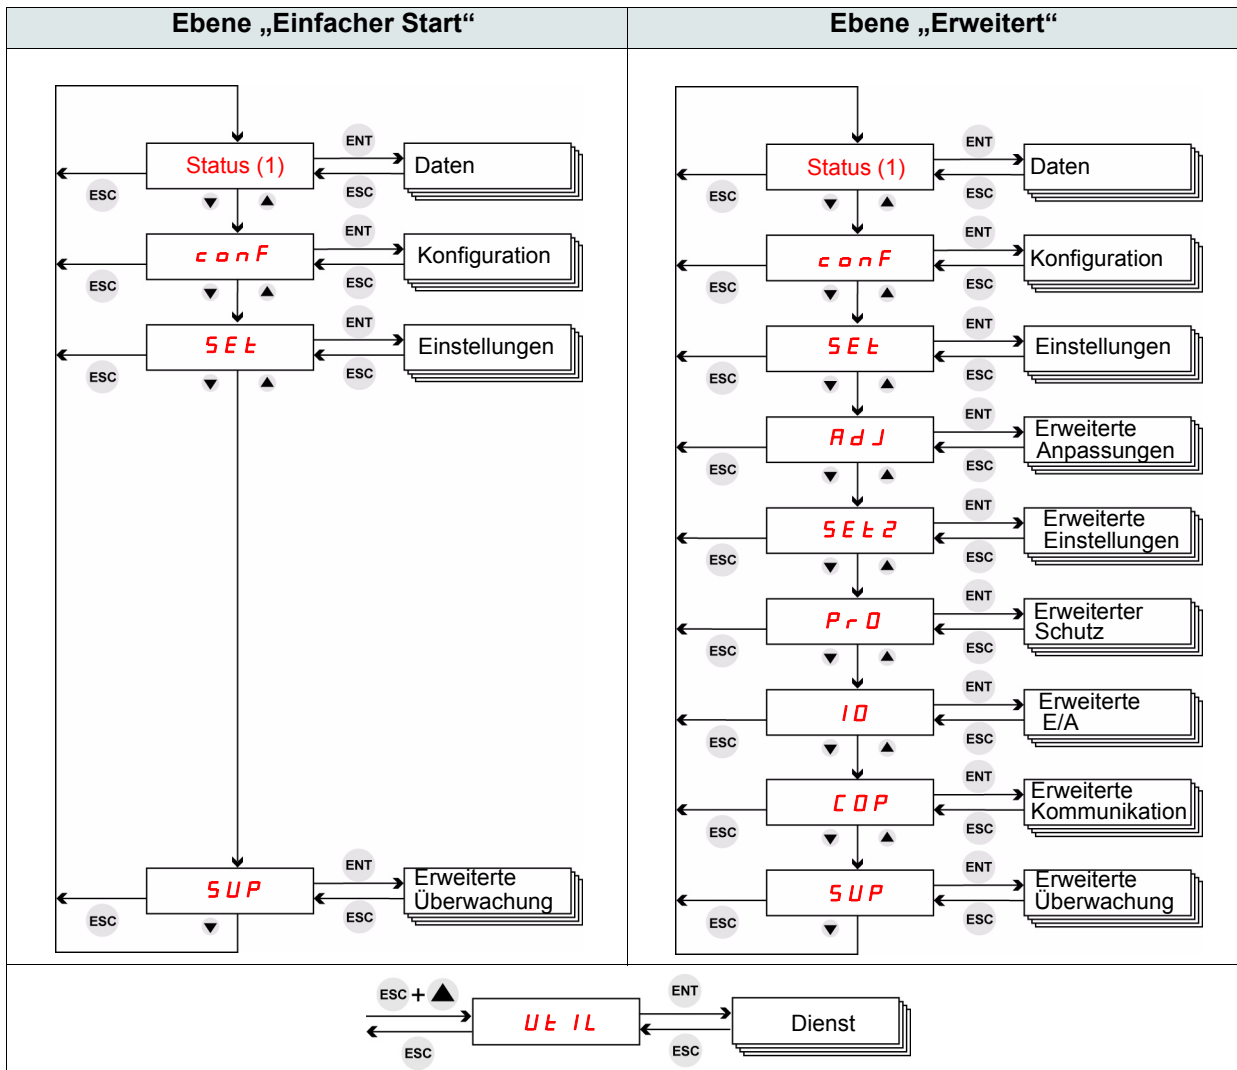 Ebene „Einfacher Start“
Ebene „Erweitert“
Status (1)
ENT
ESC
ESC
Daten
conF
ENT
ESC
ESC
Konfiguration
SEt
ENT
ESC
ESC
Einstellungen
SUP
ENT
ESC
ESC
Erweiterte
Überwachung
Status (1)
ENT
ESC
ESC
Daten
conF
ENT
ESC
ESC
Konfiguration
SEt
ENT
ESC
ESC
Einstellungen
AdJ
ENT
ESC
ESC
Erweiterte
Anpassungen
SEt2
ENT
ESC
ESC
Erweiterte
Einstellungen
PrO
ENT
ESC
ESC
Erweiterter
Schutz
IO
ENT
ESC
ESC
Erweiterte
E/A
COP
ENT
ESC
ESC
Erweiterte
Kommunikation
SUP
ENT
ESC
ESC
Erweiterte
Überwachung
ESC +
ESC
UtIL
ENT
ESC
Dienst